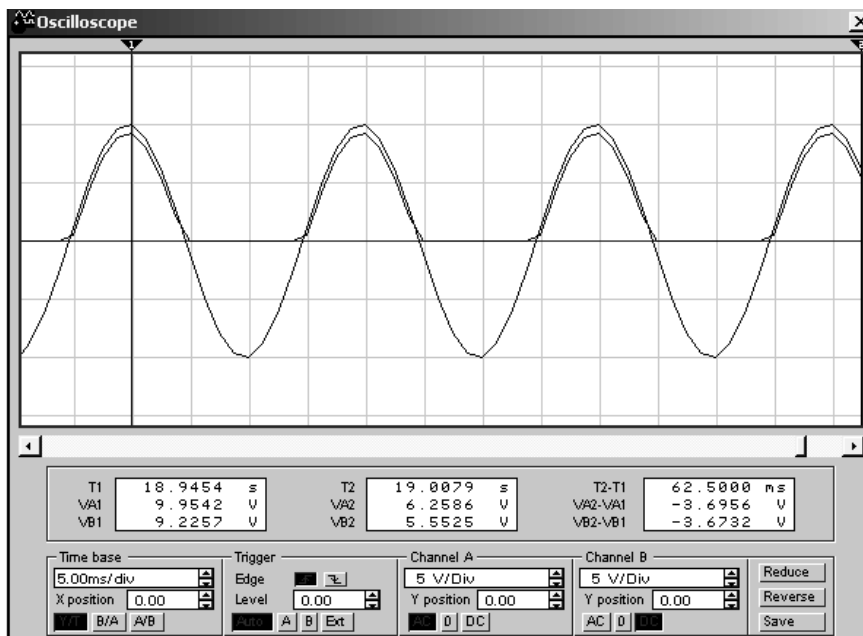 Oscilloscope
1 2
T1 18.9454 s T2 19.0079 s T2-T1 62.5000 ms
VA1 9.9542 V VA2 6.2586 V VA2-VA1 -3.6956 V
VB1 9.2257 V VB2 5.5525 V VB2-VB1 -3.6732 V
Time base Trigger Channel A Channel B
5.00ms/div Edge 5 V/Div 5 V/Div Reduce
X position 0.00 Level 0.00 Y position 0.00 Y position 0.00 Reverse
Y/T B/A A/B Auto A B Ext AC 0 DC AC 0 DC Save